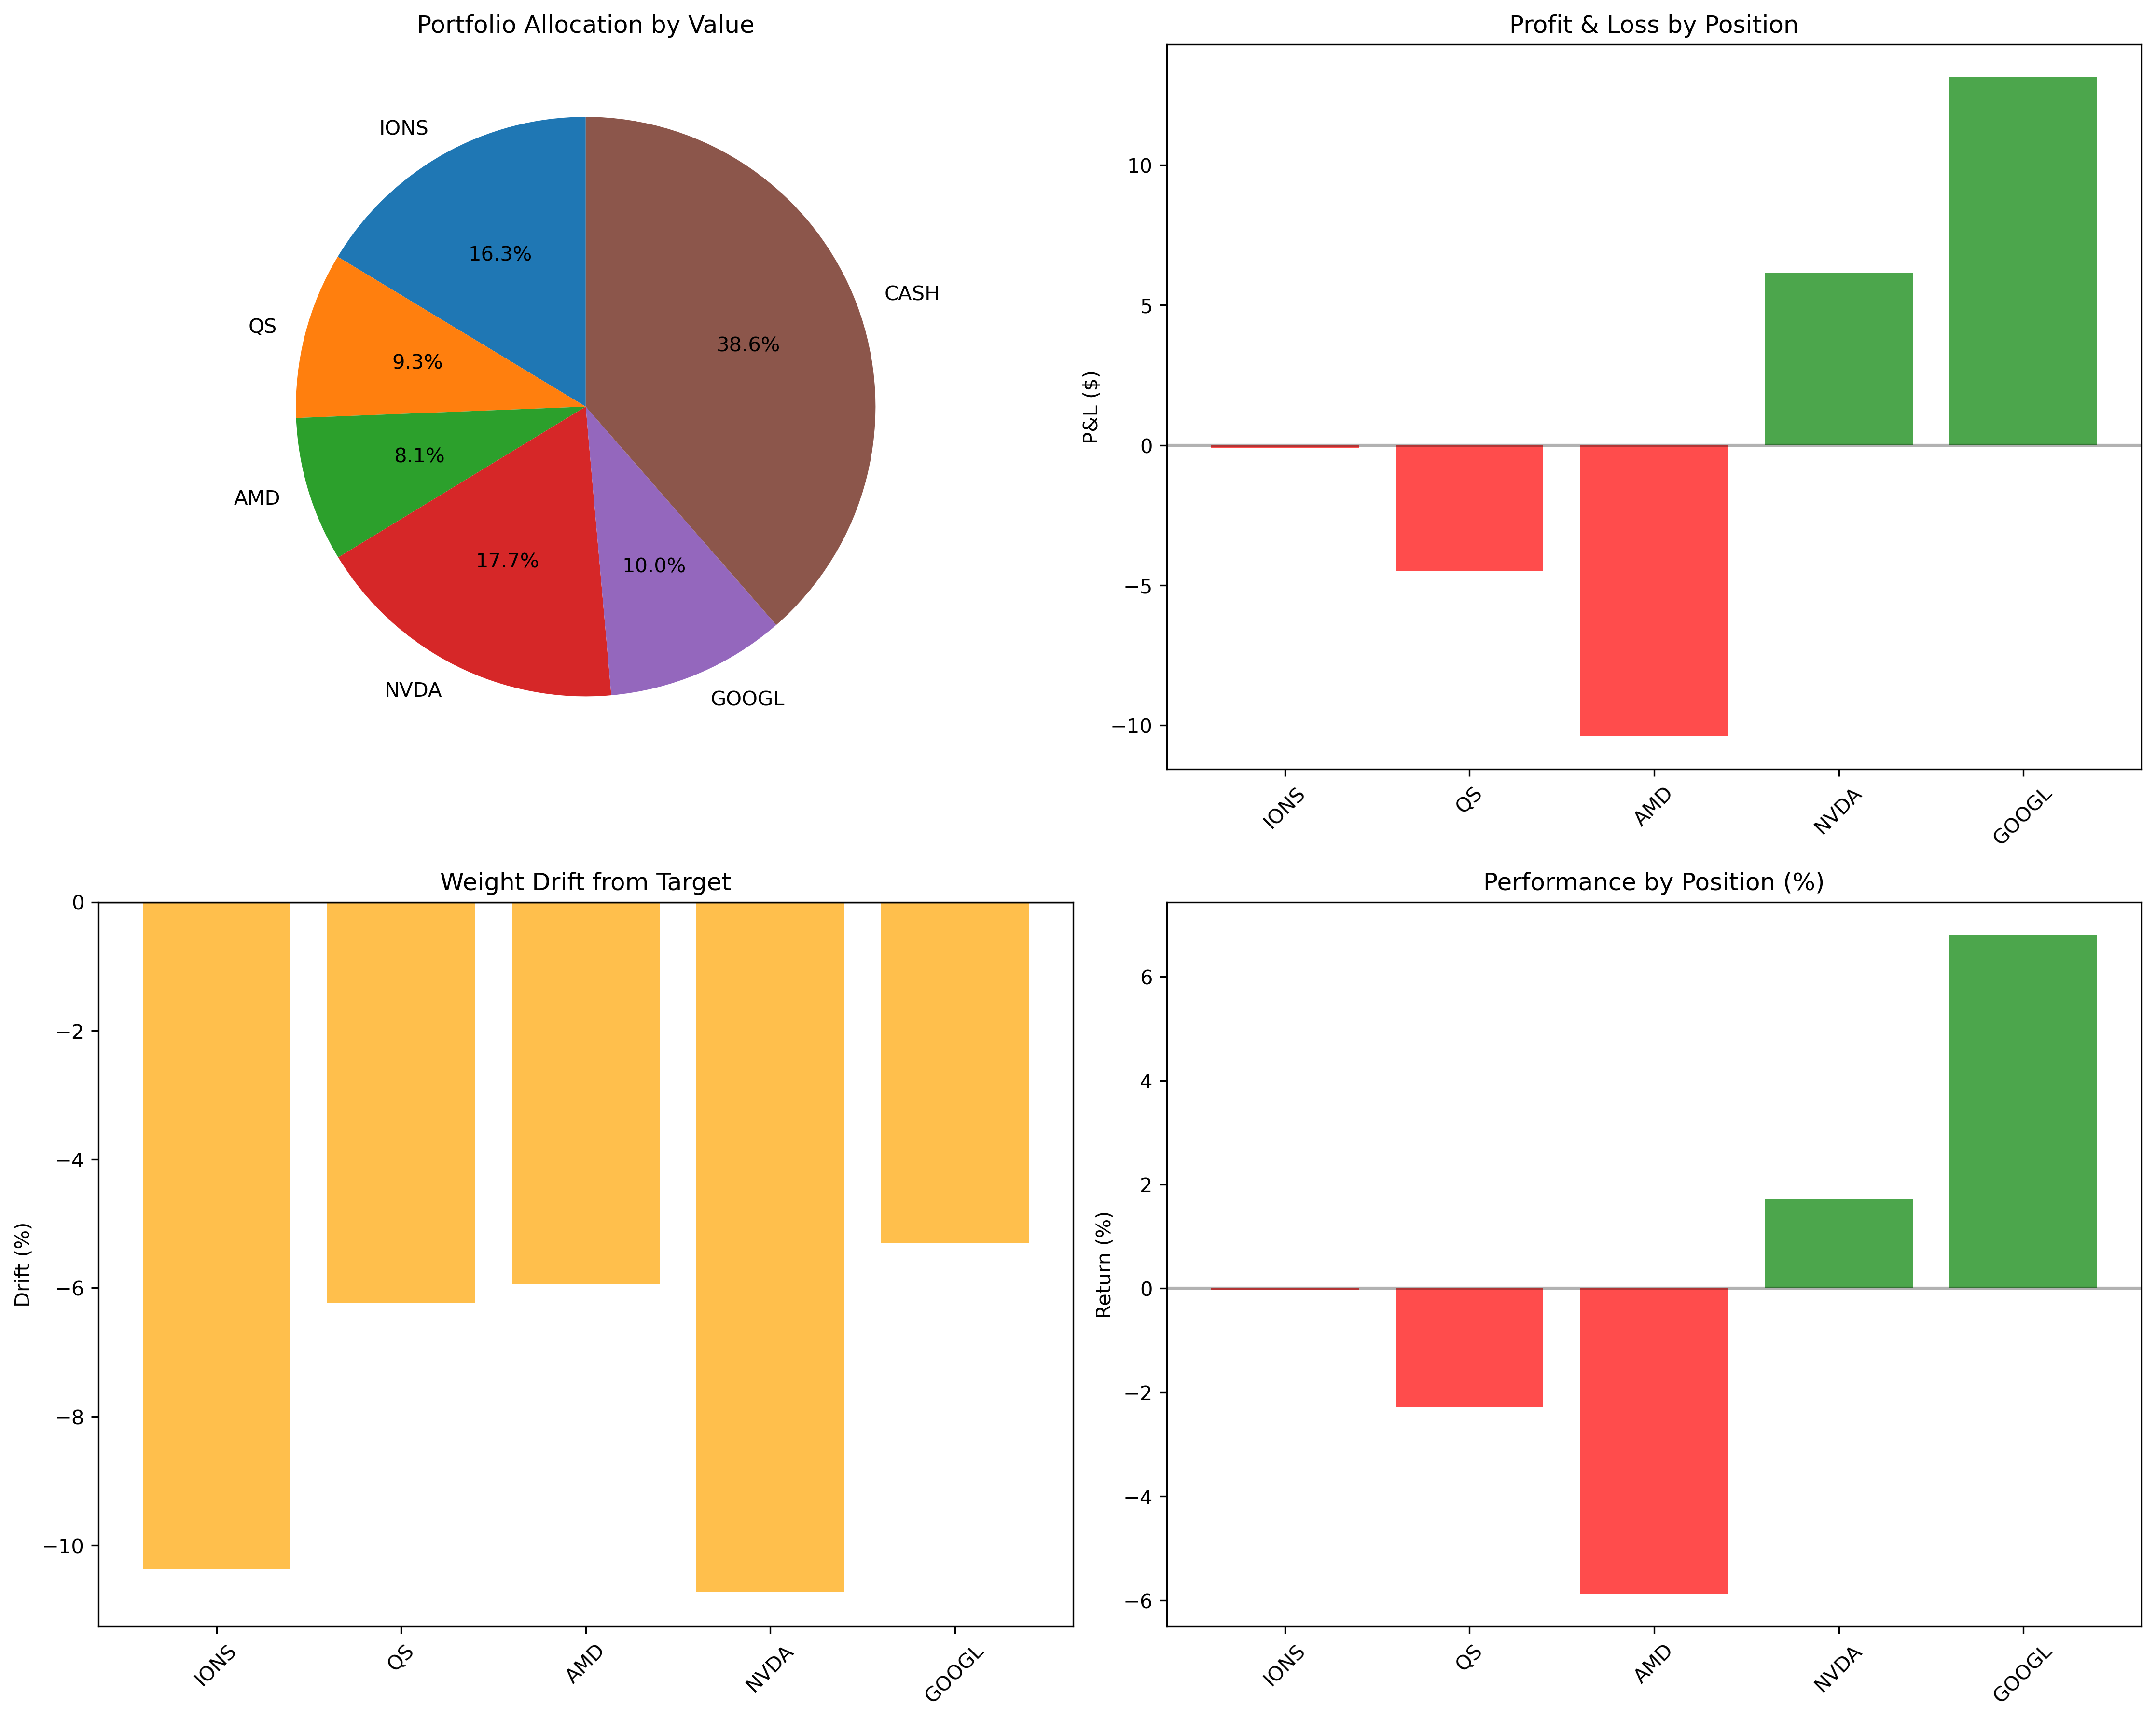 Portfolio Allocation by Value
IONS
16.3%
QS
9.3%
AMD
8.1%
NVDA
17.7%
GOOGL
10.0%
CASH
38.6%
Profit & Loss by Position
P&L ($)
10
5
0
−5
−10
IONS
QS
AMD
NVDA
GOOGL
Weight Drift from Target
Drift (%)
0
−2
−4
−6
−8
−10
IONS
QS
AMD
NVDA
GOOGL
Performance by Position (%)
Return (%)
6
4
2
0
−2
−4
−6
IONS
QS
AMD
NVDA
GOOGL